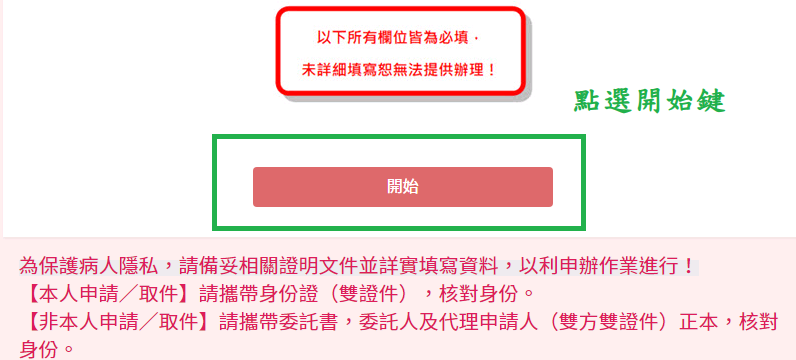 以下所有欄位皆為必填，
未詳細填寫恕無法提供辦理！
點選開始鍵
開始
為保護病人隱私，請備妥相關證明文件並詳實填寫資料，以利申辦作業進行！
【本人申請／取件】請攜帶身份證（雙證件），核對身份。
【非本人申請／取件】請攜帶委託書，委託人及代理申請人（雙方雙證件）正本，核對
身份。